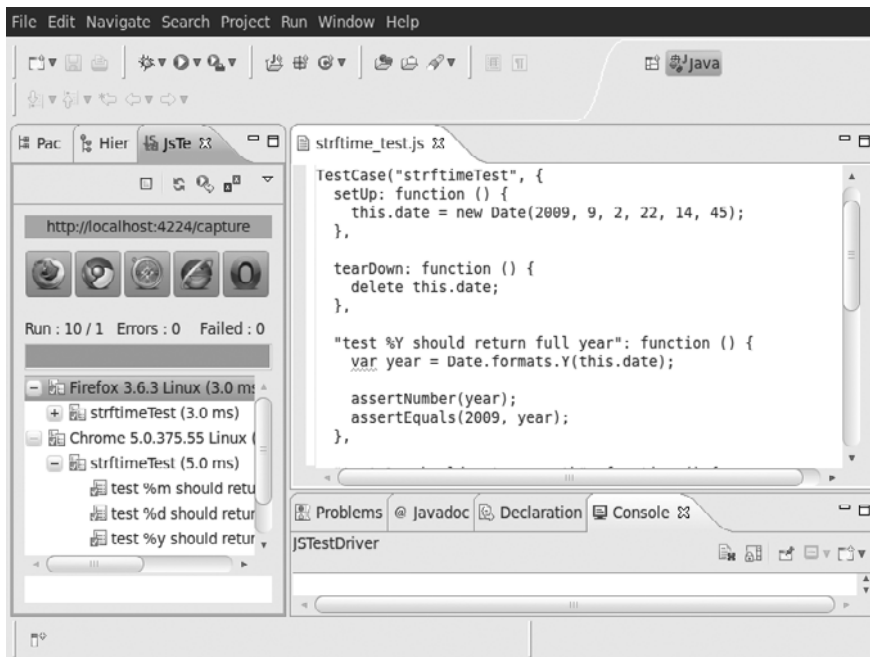 File Edit Navigate Search Project Run Window Help
Java
Pac Hier JsTe
http://localhost:4224/capture
Run : 10 / 1 Errors : 0 Failed : 0
Firefox 3.6.3 Linux (3.0 ms
strftimeTest (3.0 ms)
Chrome 5.0.375.55 Linux (
strftimeTest (5.0 ms)
test %m should retu
test %d should retur
test %y should retur
strftime_test.js
TestCase("strftimeTest", {
setUp: function () {
this.date = new Date(2009, 9, 2, 22, 14, 45);
},
tearDown: function () {
delete this.date;
},
"test %Y should return full year": function () {
var year = Date.formats.Y(this.date);
assertNumber(year);
assertEquals(2009, year);
},
Problems @ Javadoc Declaration Console
JSTestDriver